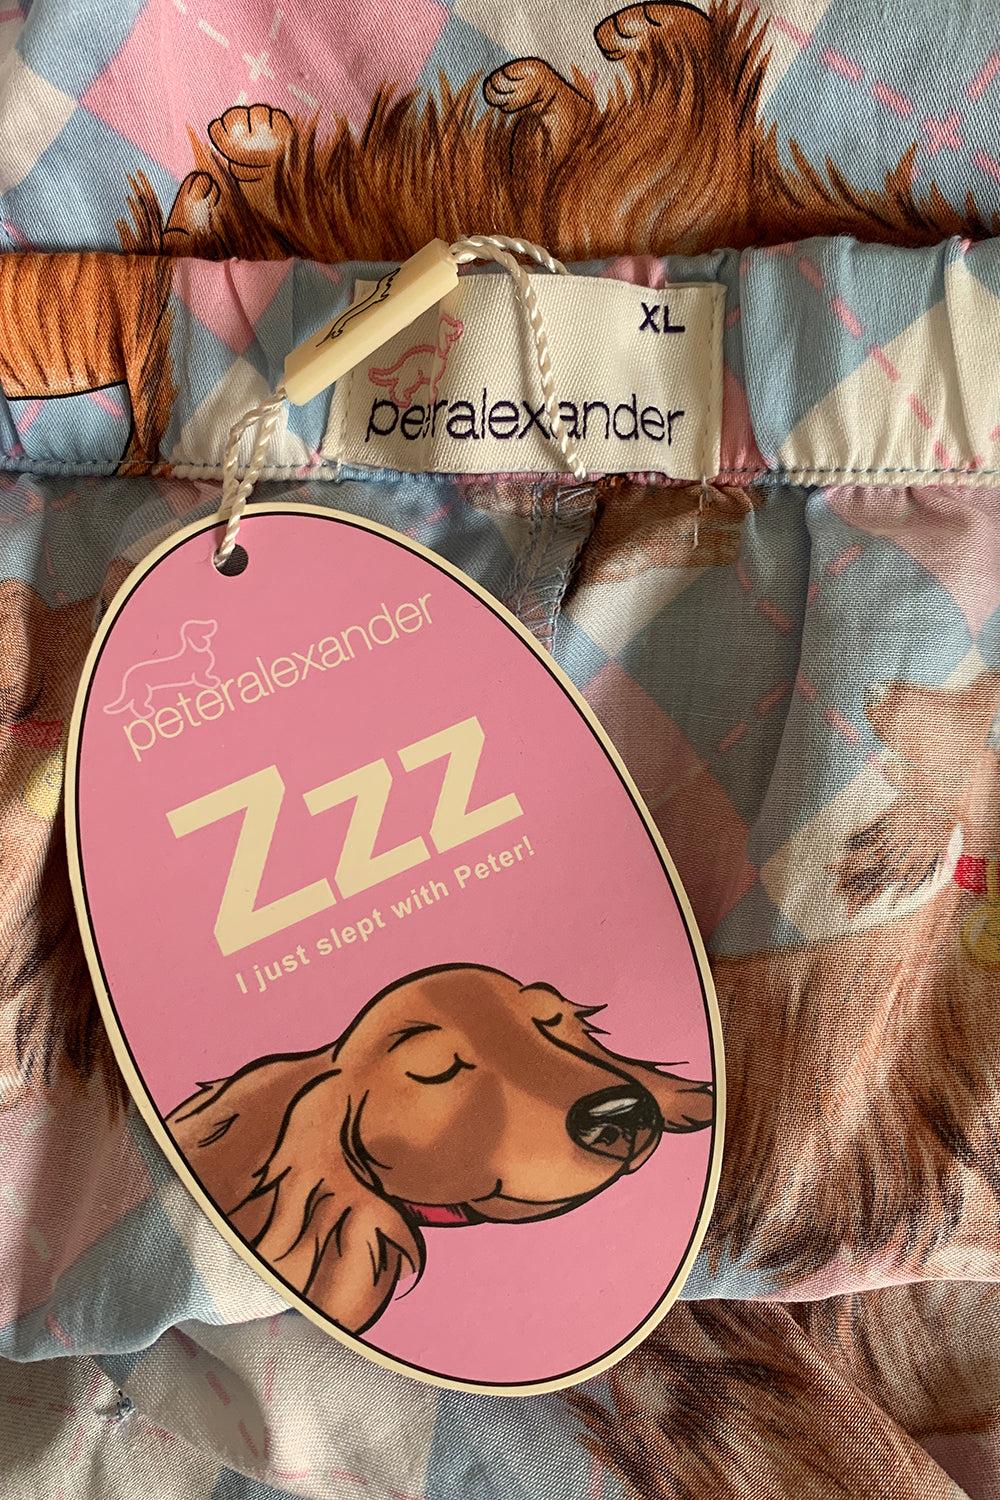 XL
peteralexander
peteralexander
Zzz
I just slept with Peter!